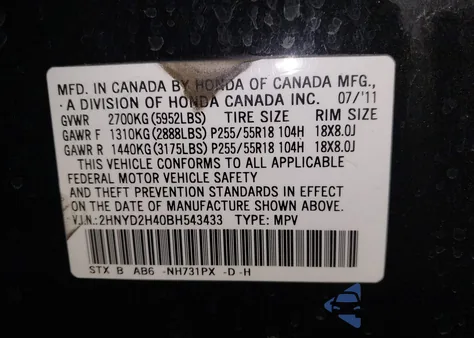 MFD. IN CANADA BY HONDA OF CANADA MFG.,
A DIVISION OF HONDA CANADA INC. 07/'11
GVWR 2700KG (5952LBS) TIRE SIZE RIM SIZE
GAWR F 1310KG (2888LBS) P255/55R18 104H 18X8.0J
GAWR R 1440KG (3175LBS) P255/55R18 104H 18X8.0J
THIS VEHICLE CONFORMS TO ALL APPLICABLE
FEDERAL MOTOR VEHICLE SAFETY
AND THEFT PREVENTION STANDARDS IN EFFECT
ON THE DATE OF MANUFACTURE SHOWN ABOVE.
V.I.N.: 2HNYD2H40BH543433 TYPE: MPV
STX B AB6 -NH731PX -D -H